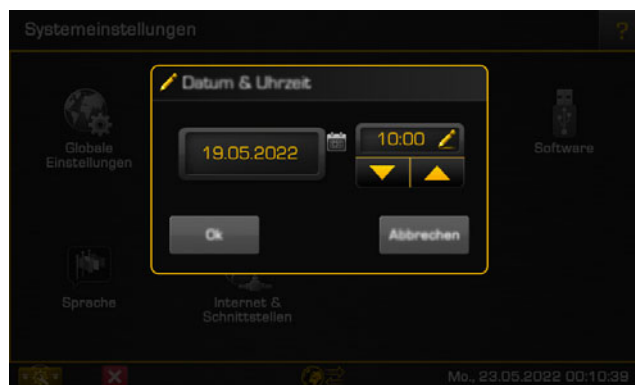 Systemeinstellungen
?
Datum & Uhrzeit
19.05.2022
10:00
Globale
Einstellungen
Software
Ok
Abbrechen
Sprache
Internet &
Schnittstellen
Mo., 23.05.2022 00:10:39